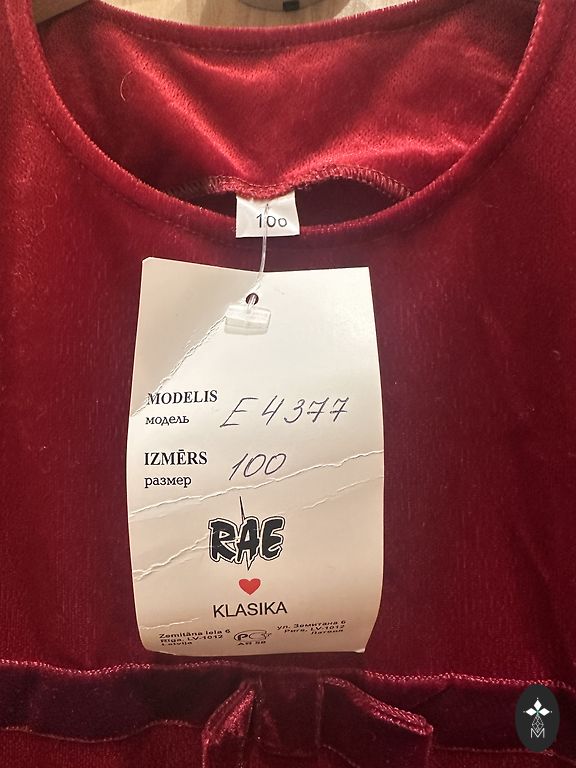 100
MODELIS
модель
E 4377
IZMĒRS
размер
100
RAE
KLASIKA
Zemitāna iela 6
Rīga, LV-1012
Latvija
ул. Земитана 6
Рига, LV-1012
Латвия